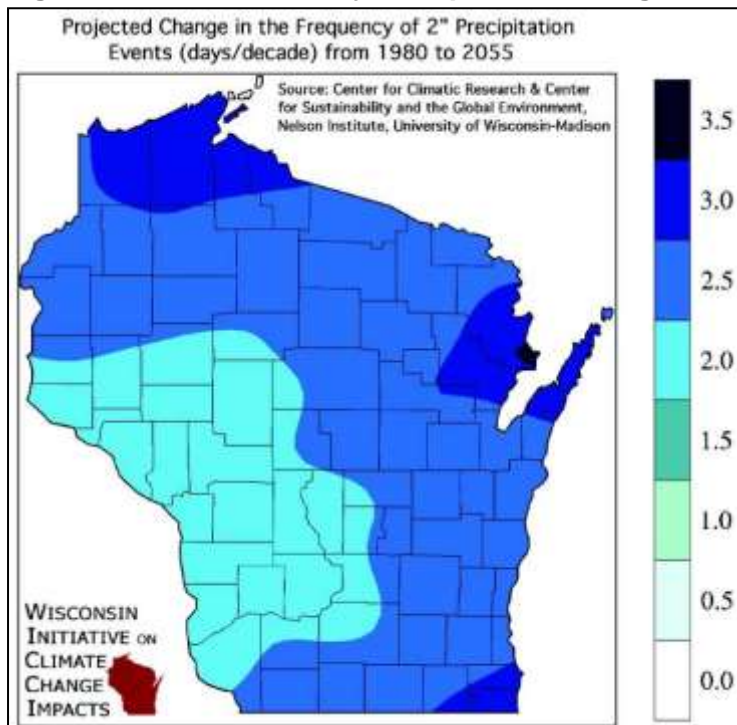 Projected Change in the Frequency of 2" Precipitation
Events (days/decade) from 1980 to 2055
Source: Center for Climatic Research & Center
for Sustainability and the Global Environment,
Nelson Institute, University of Wisconsin-Madison
3.5
3.0
2.5
2.0
1.5
1.0
0.5
0.0
WISCONSIN
INITIATIVE ON
CLIMATE
CHANGE
IMPACTS